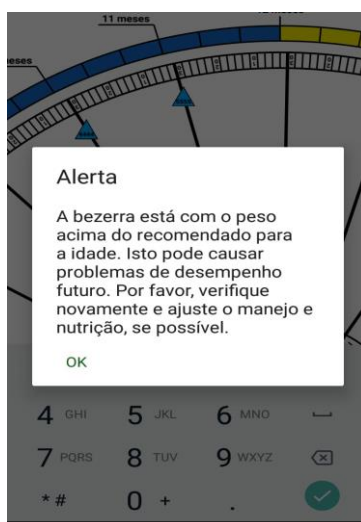 11 meses
Alerta
A bezerra está com o peso
acima do recomendado para
a idade. Isto pode causar
problemas de desempenho
futuro. Por favor, verifique
novamente e ajuste o manejo e
nutrição, se possível.
OK
4 GHI 5 JKL 6 MNO
7 PQRS 8 TUV 9 WXYZ
* # 0 + .